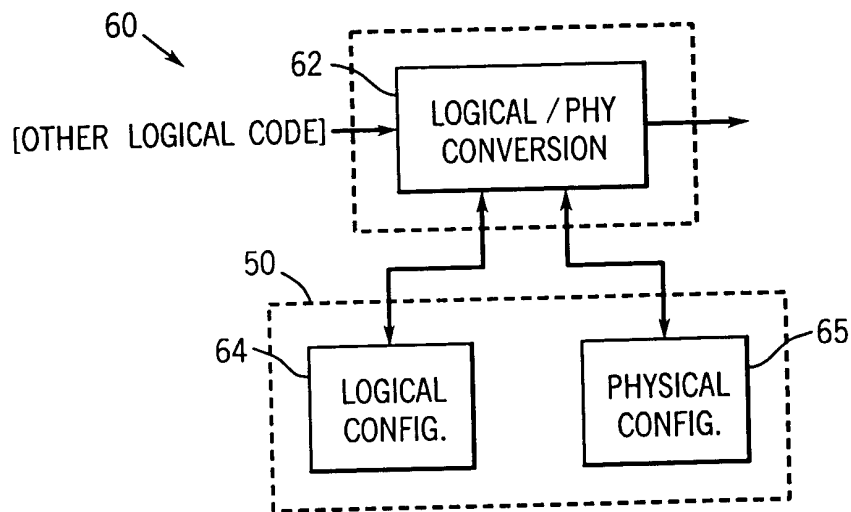 60
62
LOGICAL / PHY
CONVERSION
[OTHER LOGICAL CODE]
50
64
LOGICAL
CONFIG.
65
PHYSICAL
CONFIG.